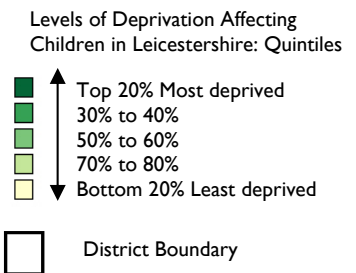 Levels of Deprivation Affecting
Children in Leicestershire: Quintiles
Top 20% Most deprived
30% to 40%
50% to 60%
70% to 80%
Bottom 20% Least deprived
District Boundary